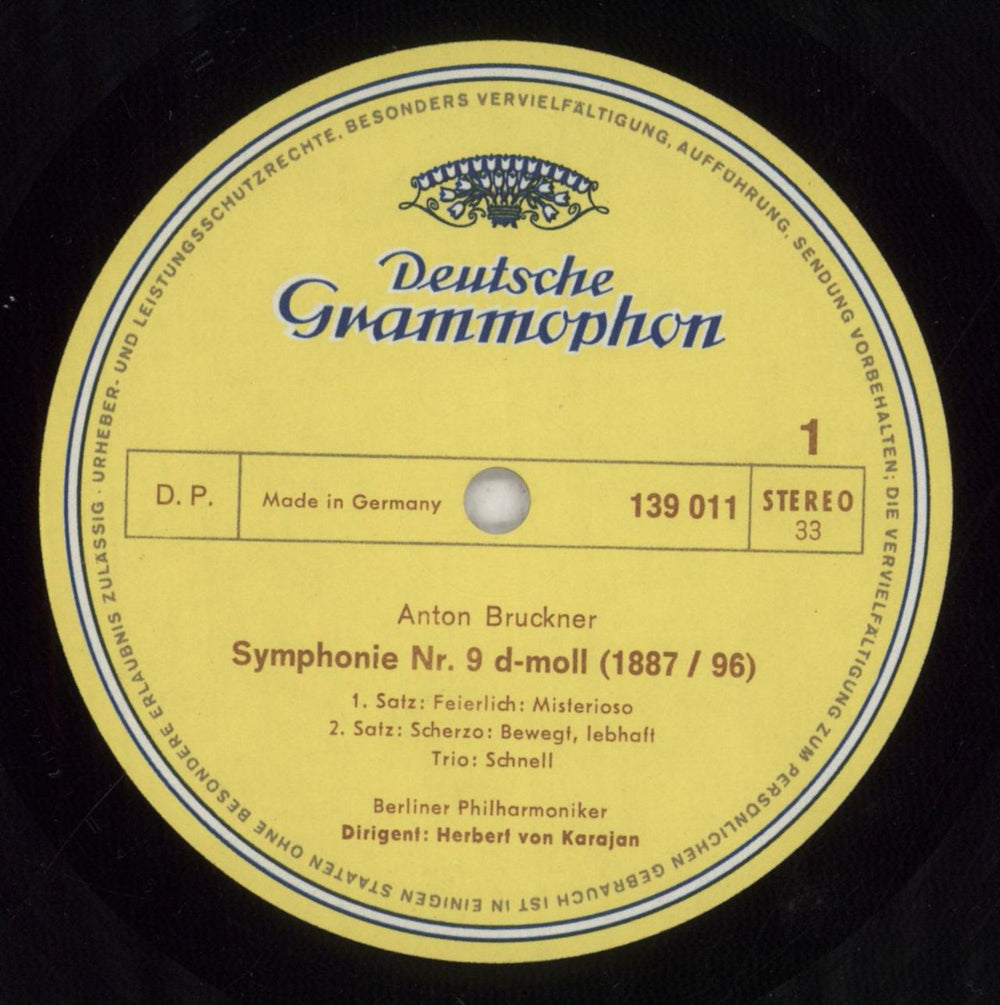 URHEBER- UND LEISTUNGSSCHUTZRECHTE, BESONDERS VERVIELFÄLTIGUNG, AUFFÜHRUNG, SENDUNG VORBEHALTEN; DIE VERVIELFÄLTIGUNG ZUM PERSÖNLICHEN GEBRAUCH IST IN EINIGEN STAATEN OHNE BESONDERE ERLAUBNIS ZULÄSSIG ·
Deutsche
Grammophon
1
D. P. Made in Germany 139 011 STEREO
33
Anton Bruckner
Symphonie Nr. 9 d-moll (1887 / 96)
1. Satz: Feierlich: Misterioso
2. Satz: Scherzo: Bewegt, lebhaft
Trio: Schnell
Berliner Philharmoniker
Dirigent: Herbert von Karajan